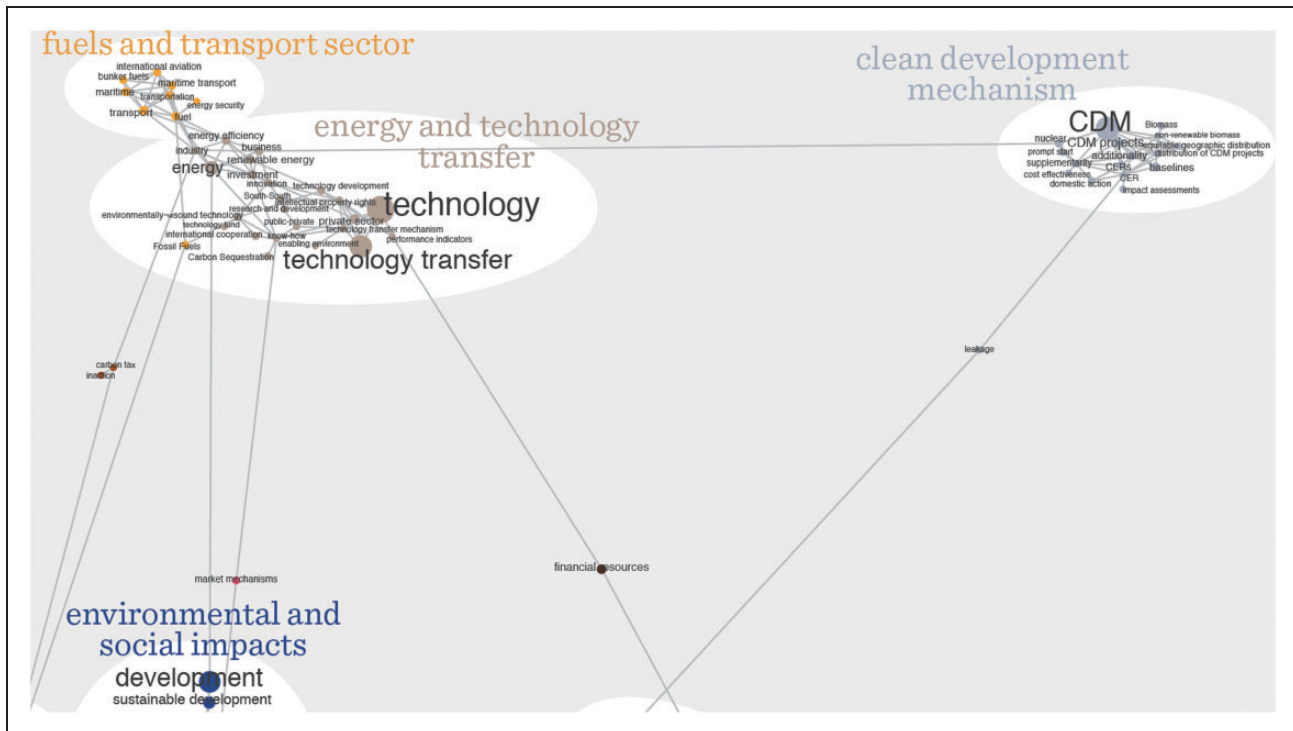 fuels and transport sector
international aviation
bunker fuels
maritime transport
maritime
transportation
energy security
transport
fuel
energy and technology
transfer
energy efficiency
business
industry
renewable energy
energy
investment
innovation
technology development
South-South
intellectual property rights
research and development
technology
environmentally-sound technology
public-private
private sector
technology fund
technology transfer mechanism
international cooperation
know-how
performance indicators
Fossil Fuels
enabling environment
Carbon Sequestration
technology transfer
clean development
mechanism
CDM
Biomass
nuclear
CDM projects
non-renewable biomass
equitable geographic distribution
prompt start
additionality
distribution of CDM projects
supplementarity
CERs
baselines
cost effectiveness
CER
domestic action
impact assessments
leakage
carbon tax
inaction
financial resources
market mechanisms
environmental and
social impacts
development
sustainable development